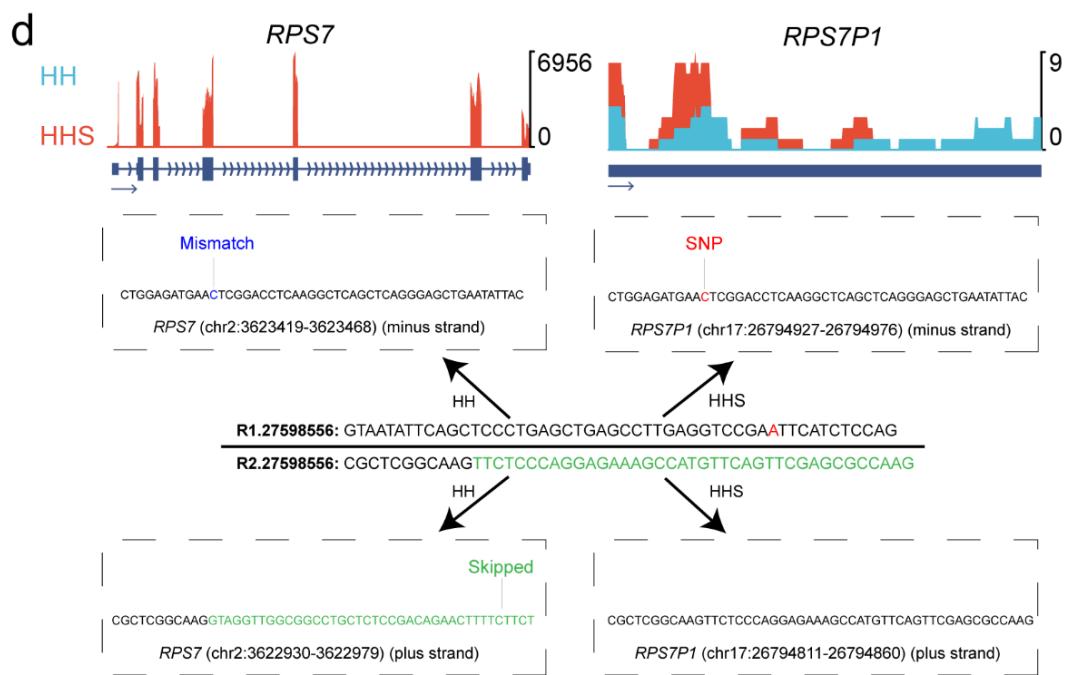 d
RPS7
RPS7P1
HH
HHS
6956
0
9
0
Mismatch
CTGGAGATGAACTCGGACCTCAAGGCTCAGCTCAGGGAGCTGAATATTAC
RPS7 (chr2:3623419-3623468) (minus strand)
SNP
CTGGAGATGAACTCGGACCTCAAGGCTCAGCTCAGGGAGCTGAATATTAC
RPS7P1 (chr17:26794927-26794976) (minus strand)
HH
HHS
R1.27598556: GTAATATTCAGCTCCCTGAGCTGAGCCTTGAGGTCCGAATTCATCTCCAG
R2.27598556: CGCTCGGCAAGTTCTCCCAGGAGAAAGCCATGTTCAGTTCGAGCGCCAAG
HH
HHS
Skipped
CGCTCGGCAAGGTAGGTTGGCGGCCTGCTCTCCGACAGAACTTTTCTTCT
RPS7 (chr2:3622930-3622979) (plus strand)
CGCTCGGCAAGTTCTCCCAGGAGAAAGCCATGTTCAGTTCGAGCGCCAAG
RPS7P1 (chr17:26794811-26794860) (plus strand)